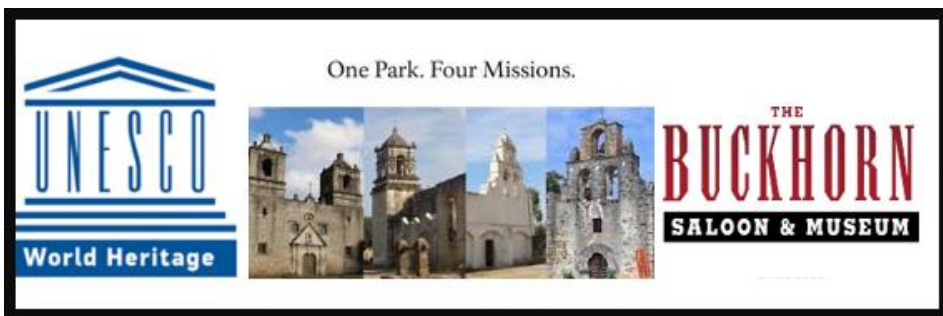 UNESCO
World Heritage
One Park. Four Missions.
THE
BUCKHORN
SALOON & MUSEUM